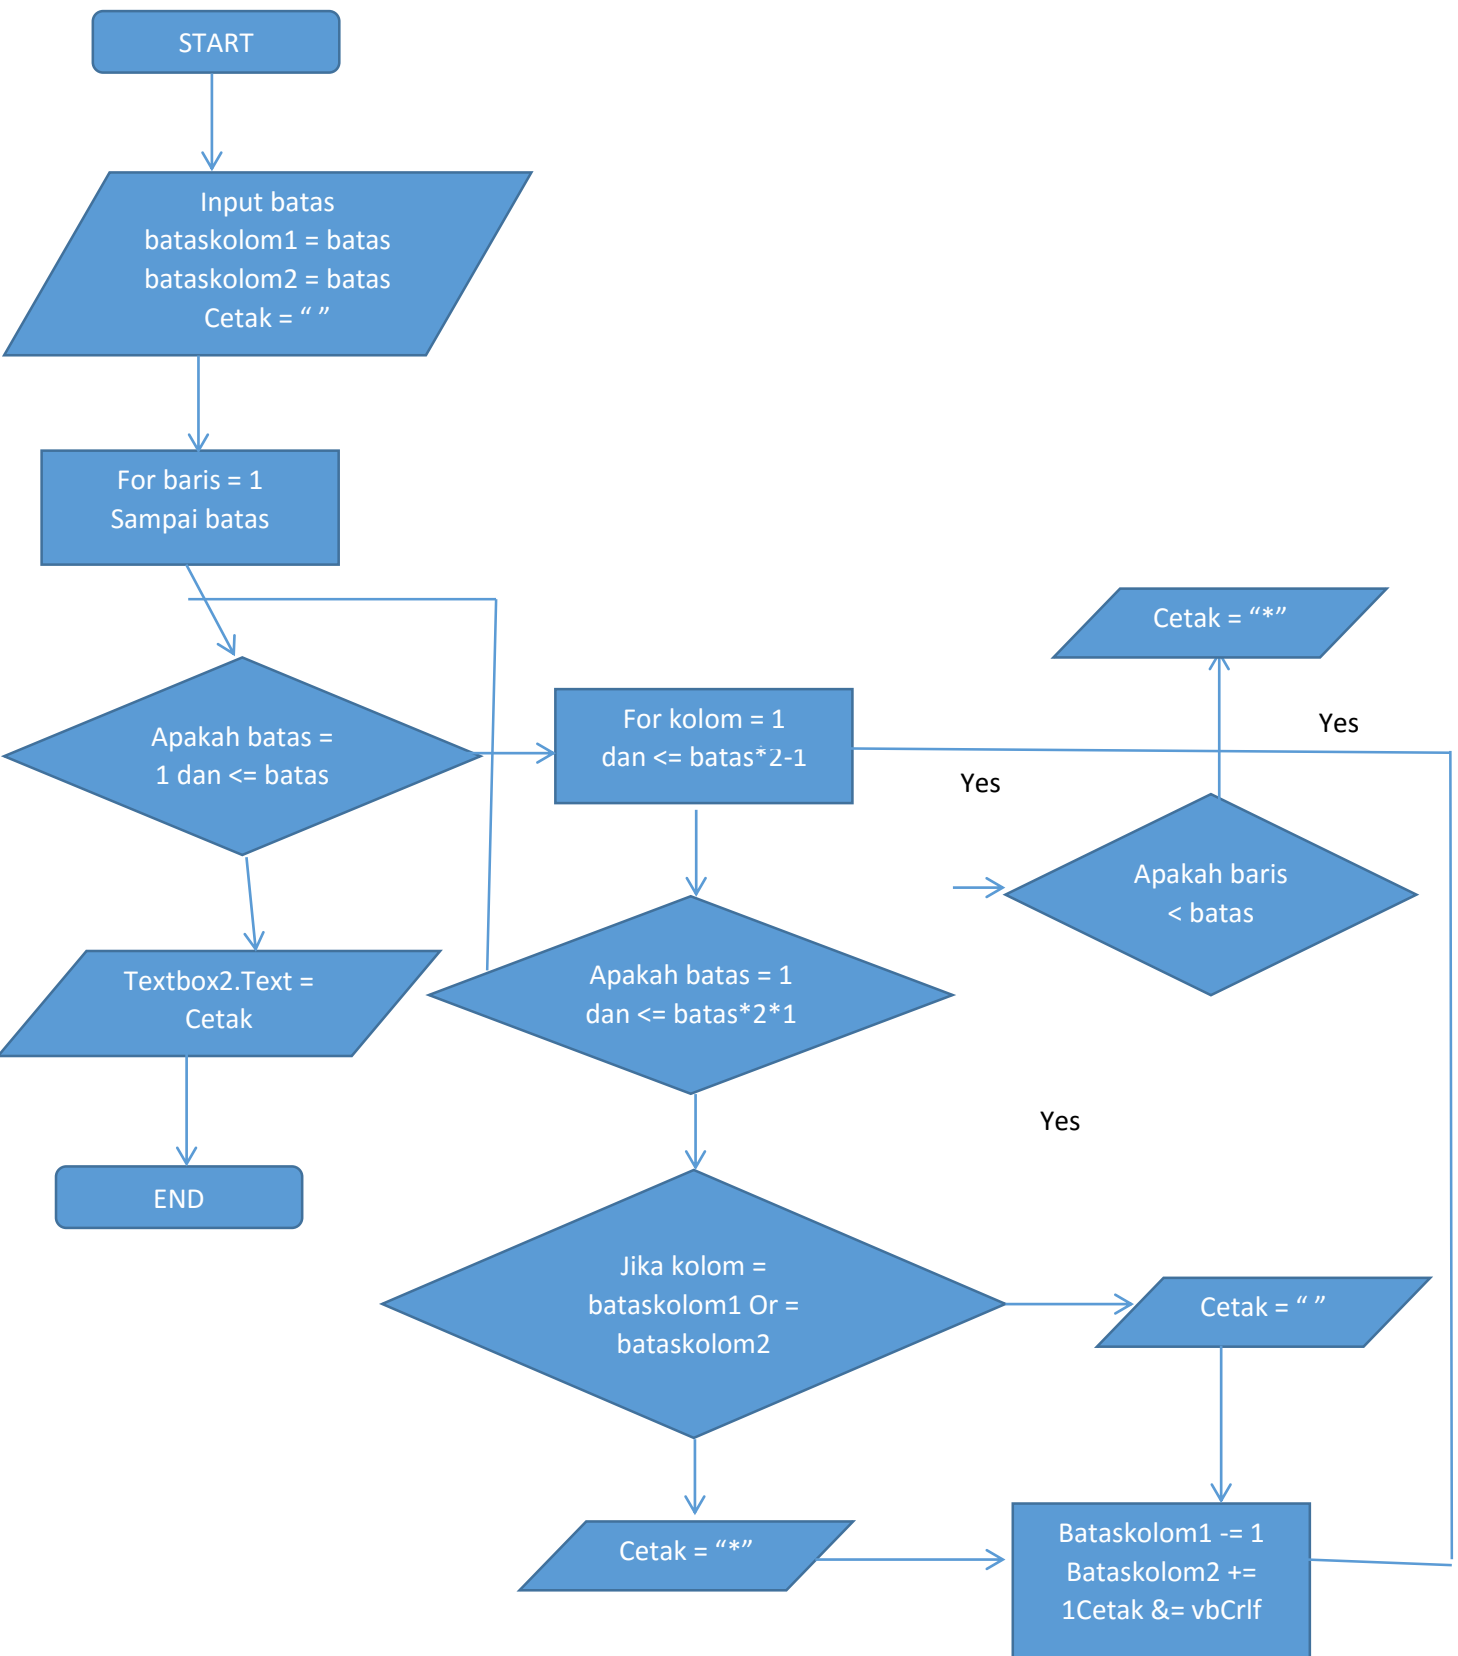 START
Input batas
bataskolom1 = batas
bataskolom2 = batas
Cetak = “ ”
For baris = 1
Sampai batas
Apakah batas =
1 dan <= batas
Textbox2.Text =
Cetak
END
For kolom = 1
dan <= batas*2-1
Apakah batas = 1
dan <= batas*2*1
Jika kolom =
bataskolom1 Or =
bataskolom2
Cetak = “*”
Cetak = “*”
Yes
Yes
Apakah baris
< batas
Yes
Cetak = “ ”
Bataskolom1 -= 1
Bataskolom2 +=
1Cetak &= vbCrlf